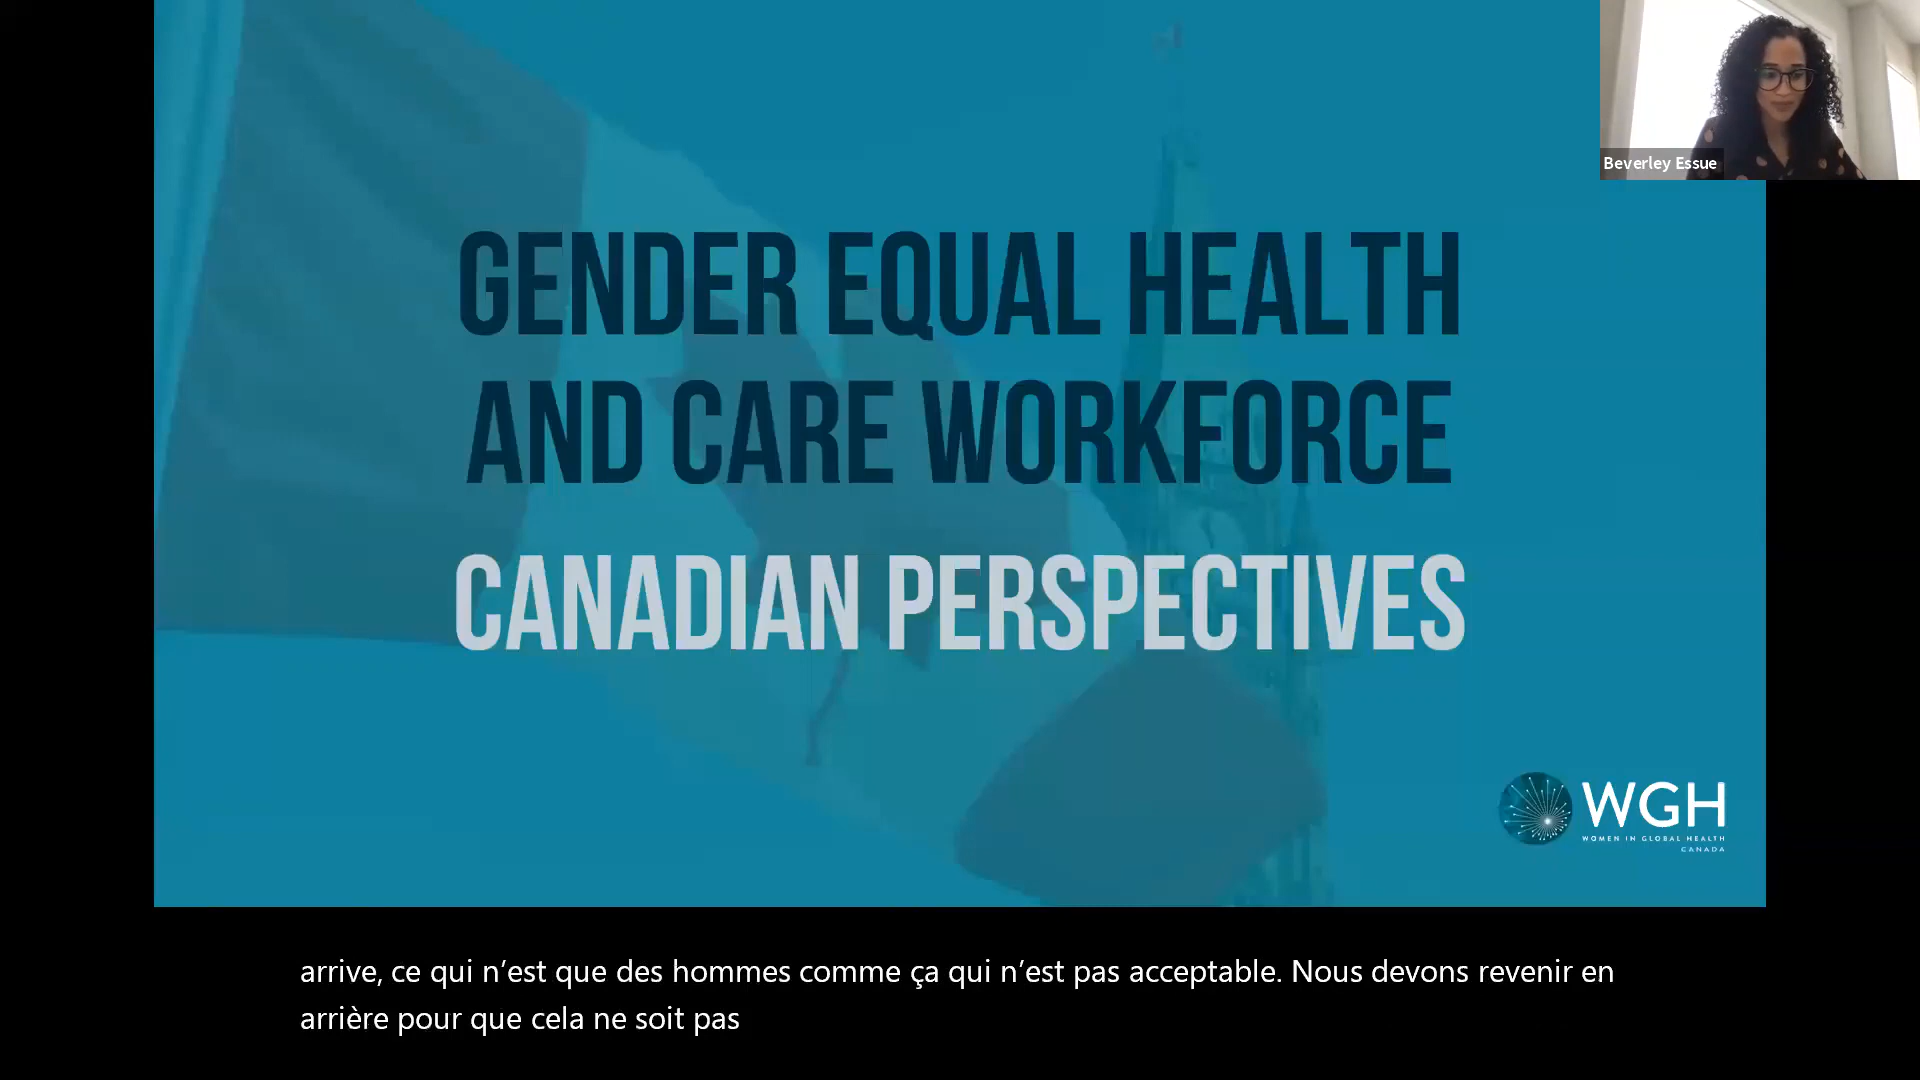 Beverley Essue
GENDER EQUAL HEALTH
AND CARE WORKFORCE
CANADIAN PERSPECTIVES
WGH
WOMEN IN GLOBAL HEALTH
CANADA
arrive, ce qui n’est que des hommes comme ça qui n’est pas acceptable. Nous devons revenir en
arrière pour que cela ne soit pas